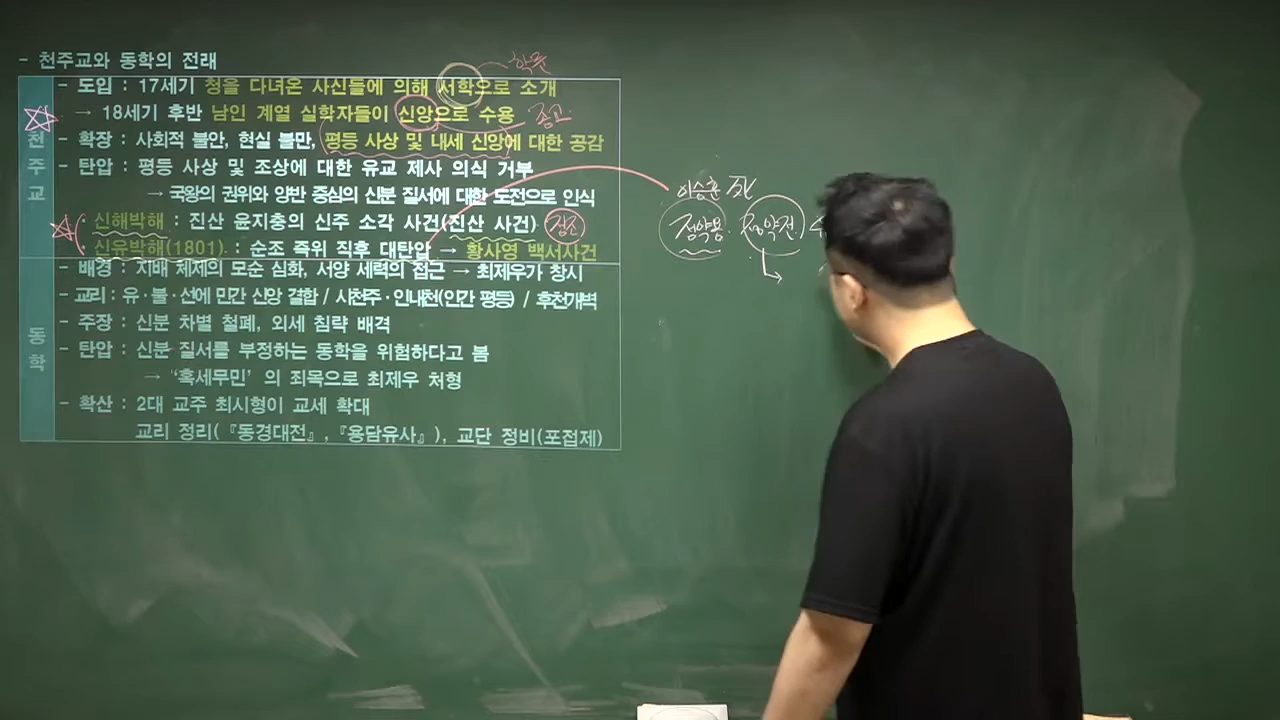 - 천주교와 동학의 전래
학문
천주교
- 도입 : 17세기 청을 다녀온 사신들에 의해 서학으로 소개
→ 18세기 후반 남인 계열 실학자들이 신앙으로 수용 종교
- 확장 : 사회적 불안, 현실 불만, 평등 사상 및 내세 신앙에 대한 공감
- 탄압 : 평등 사상 및 조상에 대한 유교 제사 의식 거부
→ 국왕의 권위와 양반 중심의 신분 질서에 대한 도전으로 인식
신해박해 : 진산 윤지충의 신주 소각 사건(진산 사건) 정조
신유박해(1801) : 순조 즉위 직후 대탄압 → 황사영 백서사건
동학
- 배경 : 지배 체제의 모순 심화, 서양 세력의 접근 → 최제우가 창시
- 교리 : 유·불·선에 민간 신앙 결합 / 시천주·인내천(인간 평등) / 후천개벽
- 주장 : 신분 차별 철폐, 외세 침략 배격
- 탄압 : 신분 질서를 부정하는 동학을 위험하다고 봄
→ '혹세무민' 의 죄목으로 최제우 처형
- 확산 : 2대 교주 최시형이 교세 확대
교리 정리(『동경대전』, 『용담유사』), 교단 정비(포접제)
이승훈 死
정약용. 정약전